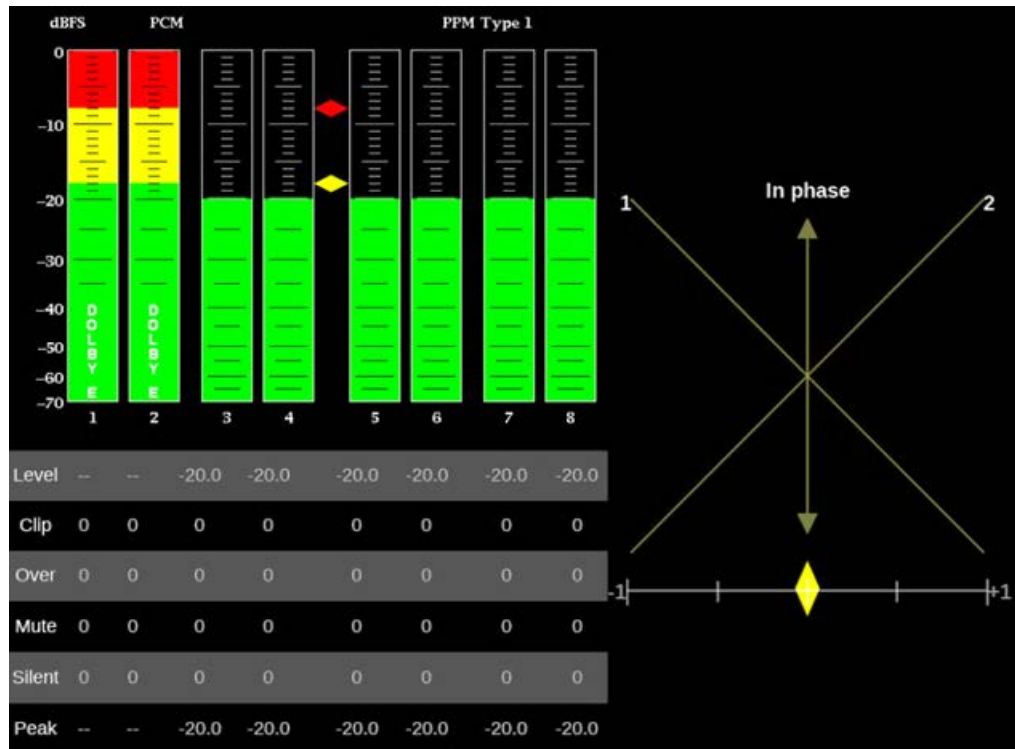 dBFS PCM PPM Type 1
0
-10
-20
-30
-40
-50
-60
-70
DOLBY E
DOLBY E
1 2 3 4 5 6 7 8
Level -- -- -20.0 -20.0 -20.0 -20.0 -20.0 -20.0
Clip 0 0 0 0 0 0 0 0
Over 0 0 0 0 0 0 0 0
Mute 0 0 0 0 0 0 0 0
Silent 0 0 0 0 0 0 0 0
Peak -- -- -20.0 -20.0 -20.0 -20.0 -20.0 -20.0
In phase
1 2
-1 +1